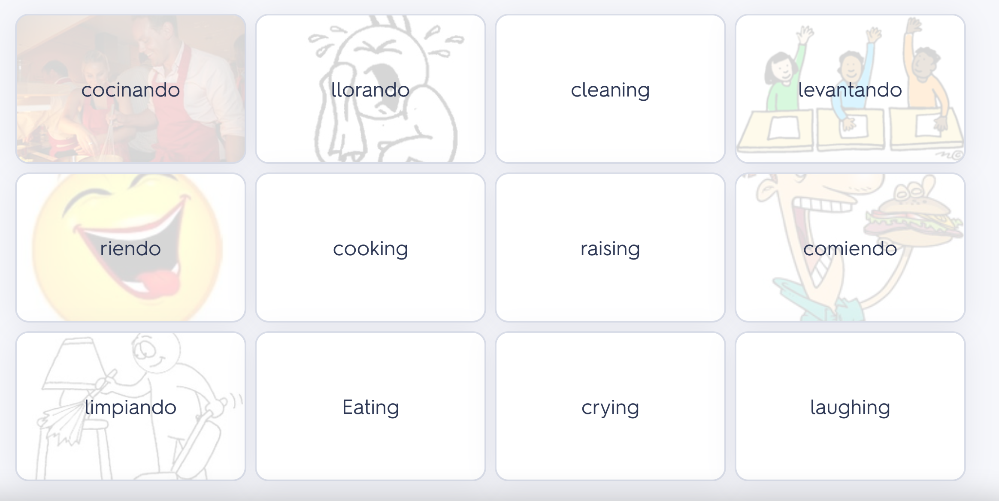 cocinando
llorando
cleaning
levantando
riendo
cooking
raising
comiendo
limpiando
Eating
crying
laughing